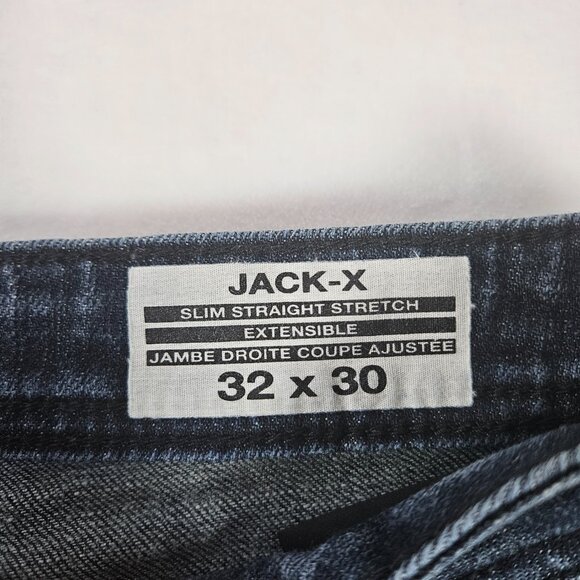 JACK-X
SLIM STRAIGHT STRETCH
EXTENSIBLE
JAMBE DROITE COUPE AJUSTÉE
32 x 30